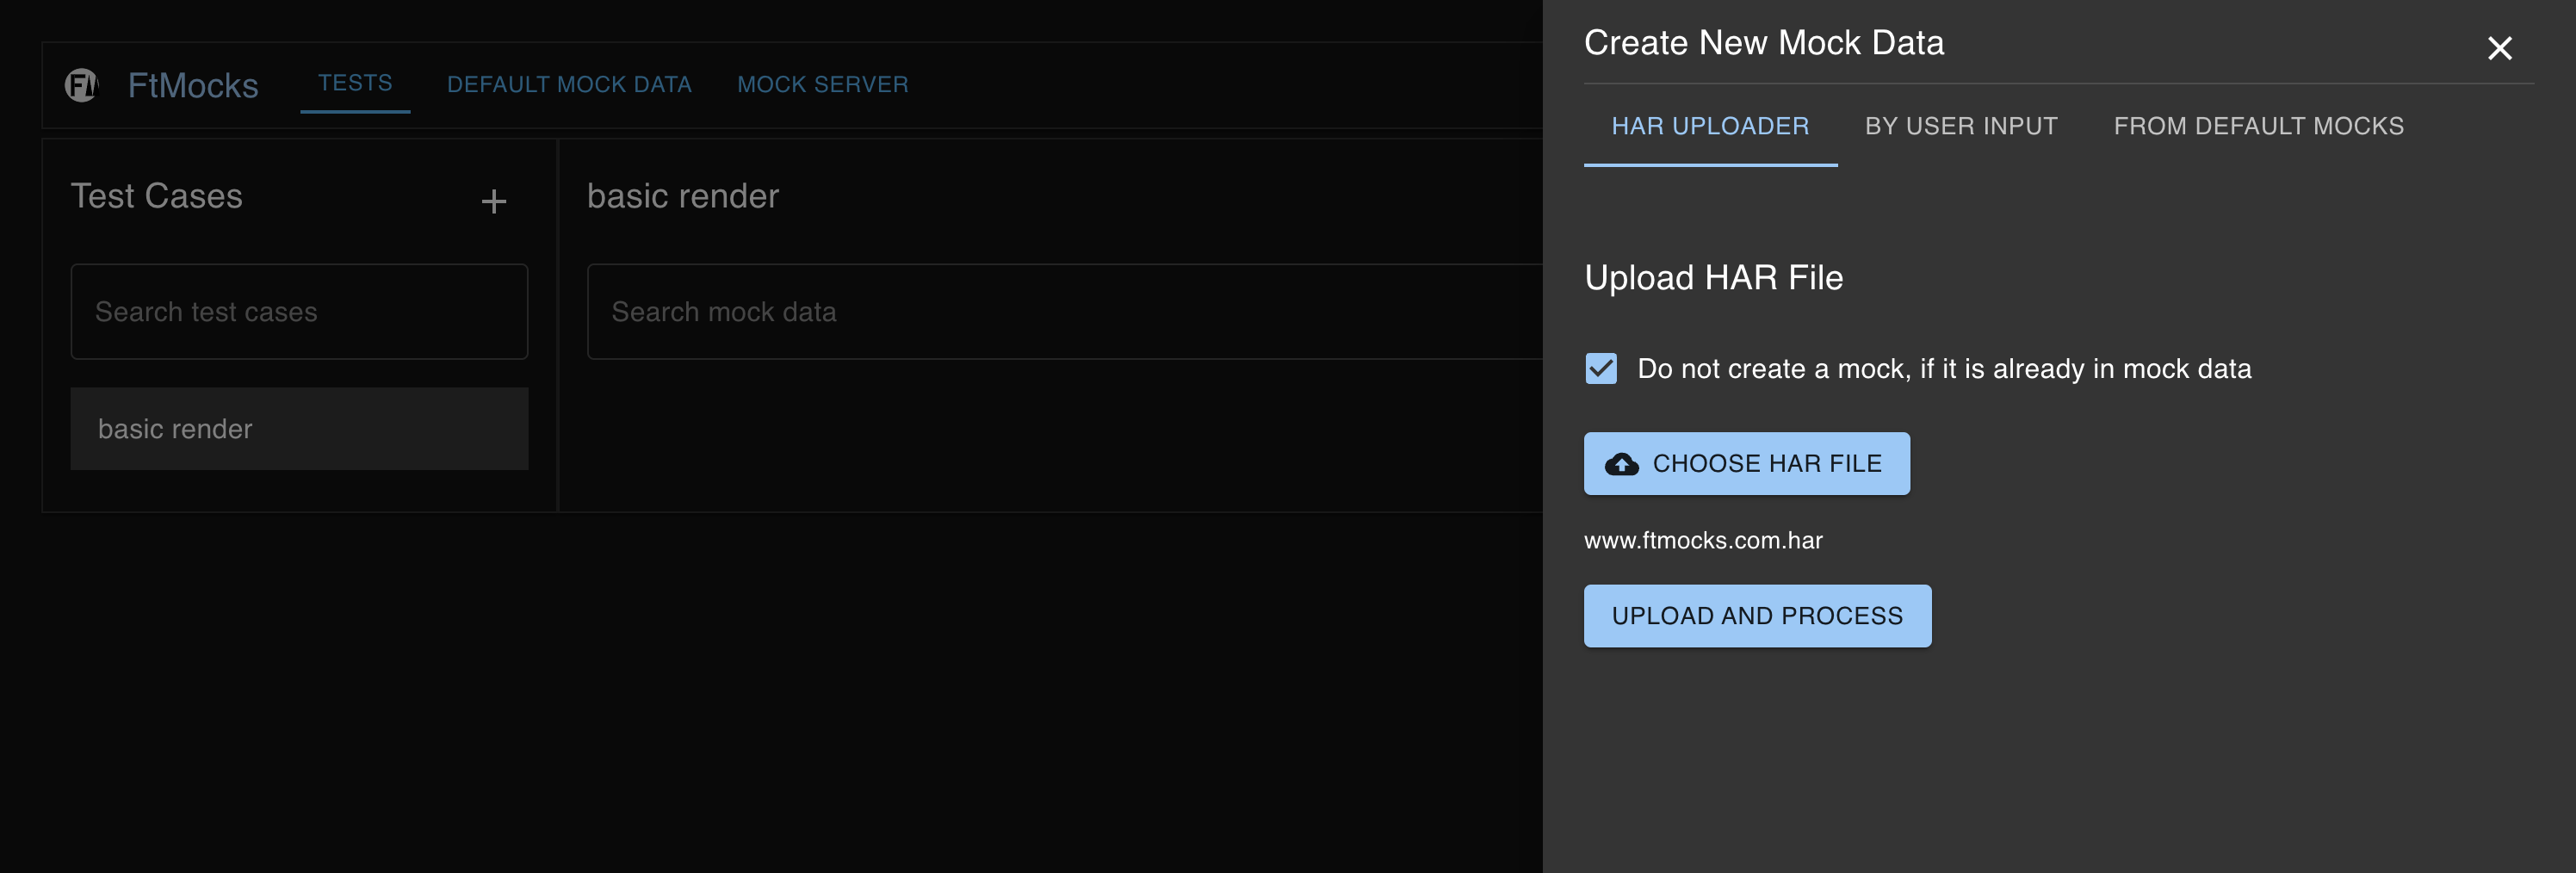 FtMocks
TESTS
DEFAULT MOCK DATA
MOCK SERVER
Test Cases
Search test cases
basic render
basic render
Search mock data
Create New Mock Data
HAR UPLOADER
BY USER INPUT
FROM DEFAULT MOCKS
Upload HAR File
Do not create a mock, if it is already in mock data
CHOOSE HAR FILE
www.ftmocks.com.har
UPLOAD AND PROCESS